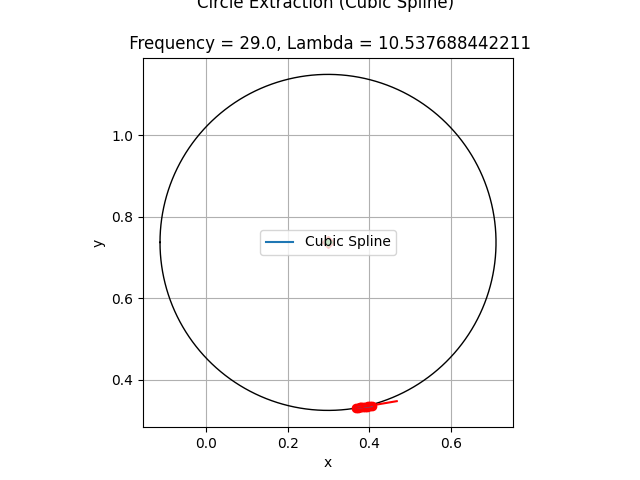 Circle Extraction (Cubic Spline)
Frequency = 29.0, Lambda = 10.537688442211
1.0
0.8
0.6
0.4
y
Cubic Spline
0.0 0.2 0.4 0.6
x